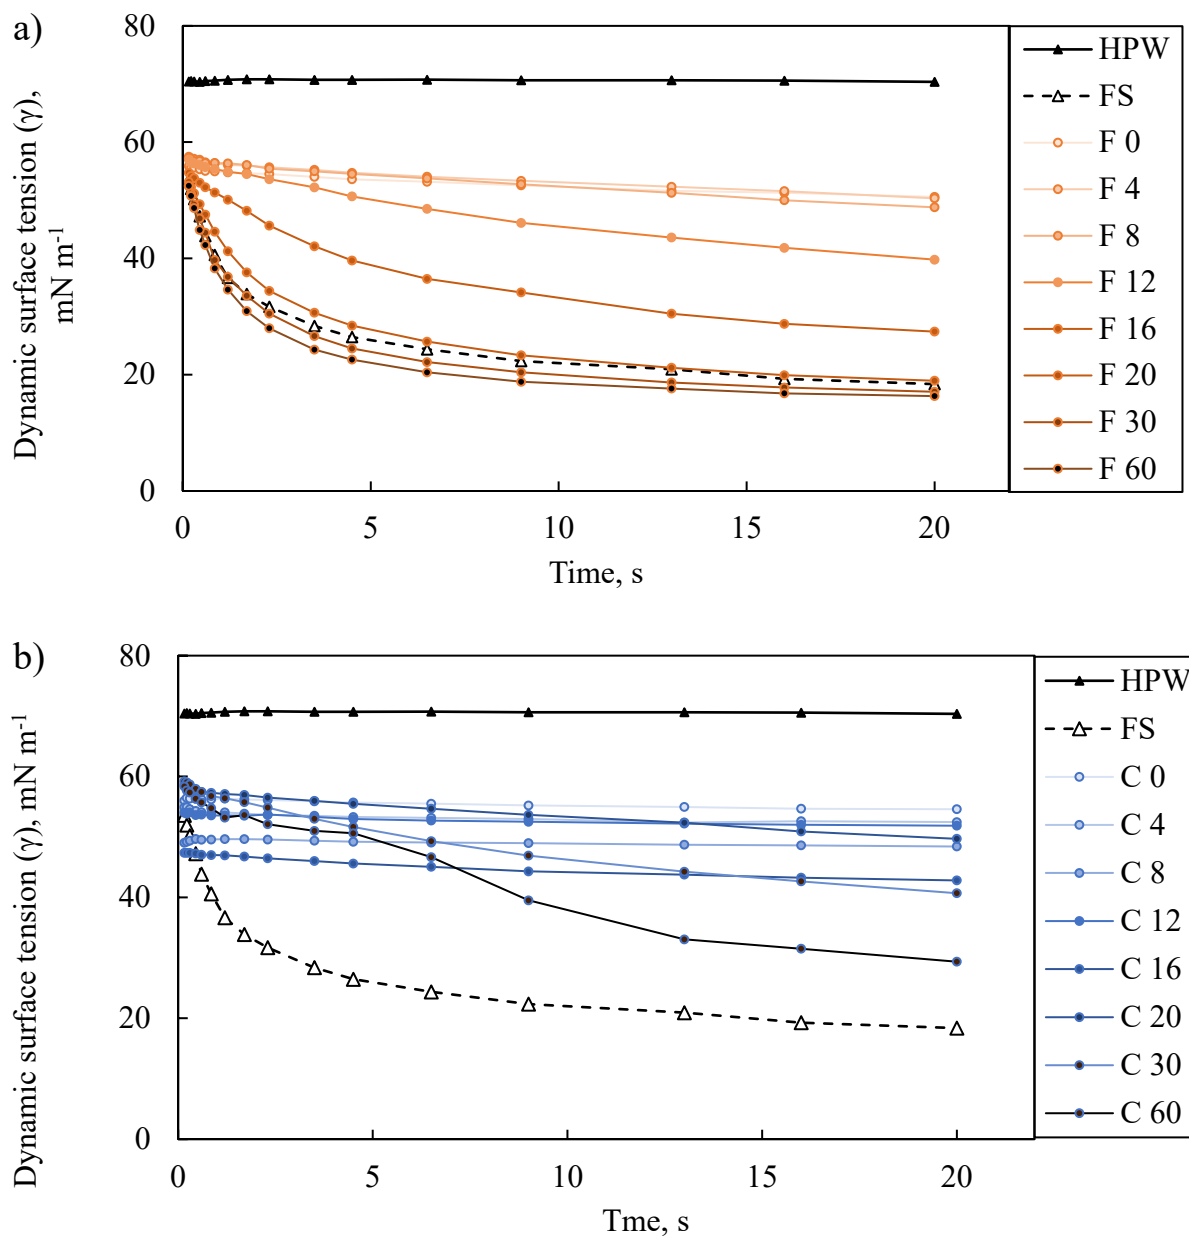 a)
Dynamic surface tension (γ),
mN m⁻¹
80
60
40
20
0
0 5 10 15 20
Time, s
HPW
FS
F 0
F 4
F 8
F 12
F 16
F 20
F 30
F 60
b)
Dynamic surface tension (γ), mN m⁻¹
80
60
40
20
0
0 5 10 15 20
Tme, s
HPW
FS
C 0
C 4
C 8
C 12
C 16
C 20
C 30
C 60